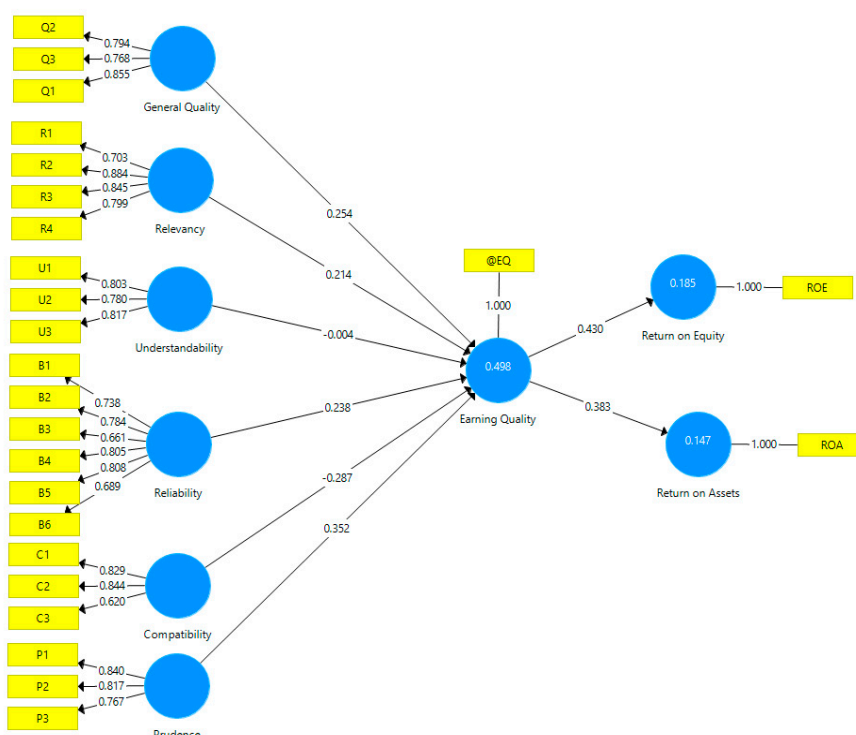 Q2
Q3
Q1
0.794
0.768
0.855
General Quality
R1
R2
R3
R4
0.703
0.884
0.845
0.799
Relevancy
U1
U2
U3
0.803
0.780
0.817
Understandability
B1
B2
B3
B4
B5
B6
0.738
0.784
0.661
0.805
0.808
0.689
Reliability
C1
C2
C3
0.829
0.844
0.620
Compatibility
P1
P2
P3
0.840
0.817
0.767
Prudence
0.254
0.214
-0.004
0.238
-0.287
0.352
@EQ
1.000
0.498
Earning Quality
0.430
0.383
0.185
Return on Equity
1.000
ROE
0.147
Return on Assets
1.000
ROA